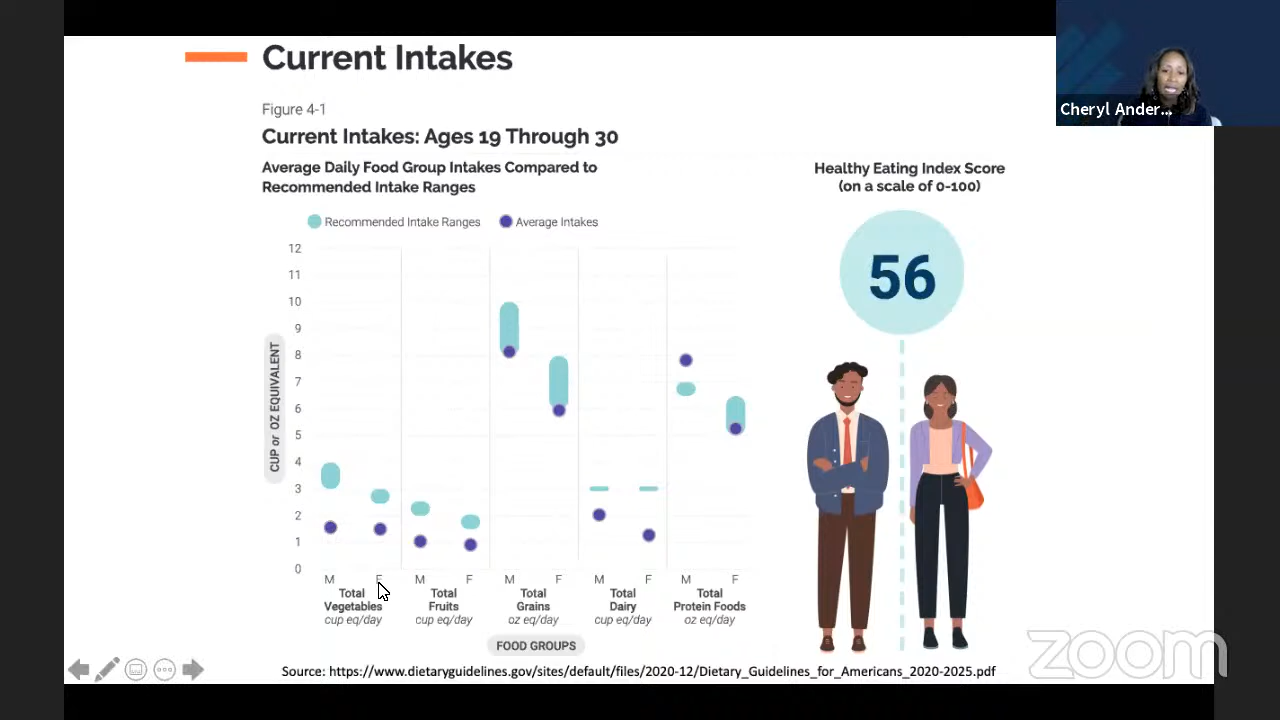 Current Intakes
Cheryl Ander...
Figure 4-1
Current Intakes: Ages 19 Through 30
Average Daily Food Group Intakes Compared to
Recommended Intake Ranges
Healthy Eating Index Score
(on a scale of 0-100)
Recommended Intake Ranges
Average Intakes
56
CUP or OZ EQUIVALENT
12
11
10
9
8
7
6
5
4
3
2
1
0
M F M F M F M F M F
Total
Vegetables
cup eq/day
Total
Fruits
cup eq/day
Total
Grains
oz eq/day
Total
Dairy
cup eq/day
Total
Protein Foods
oz eq/day
FOOD GROUPS
Source: https://www.dietaryguidelines.gov/sites/default/files/2020-12/Dietary_Guidelines_for_Americans_2020-2025.pdf
zoom